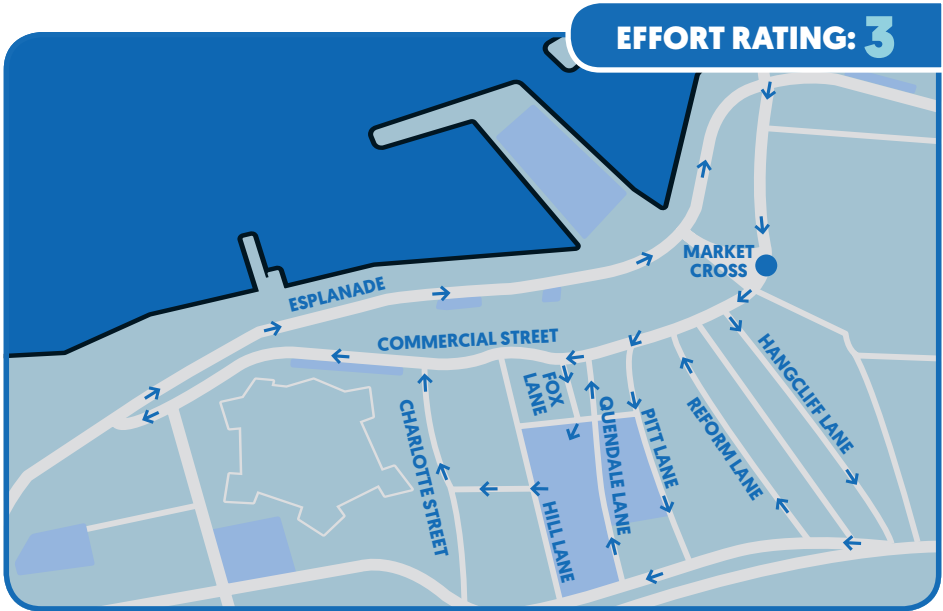 EFFORT RATING: 3
MARKET
CROSS
ESPLANADE
COMMERCIAL STREET
HANGCLIFF LANE
FOX
LANE
CHARLOTTE STREET
QUENDALE LANE
PITT LANE
REFORM LANE
HILL LANE